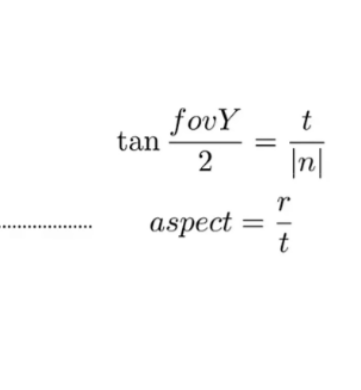 tan fovY/2 = t/|n|
aspect = r/t